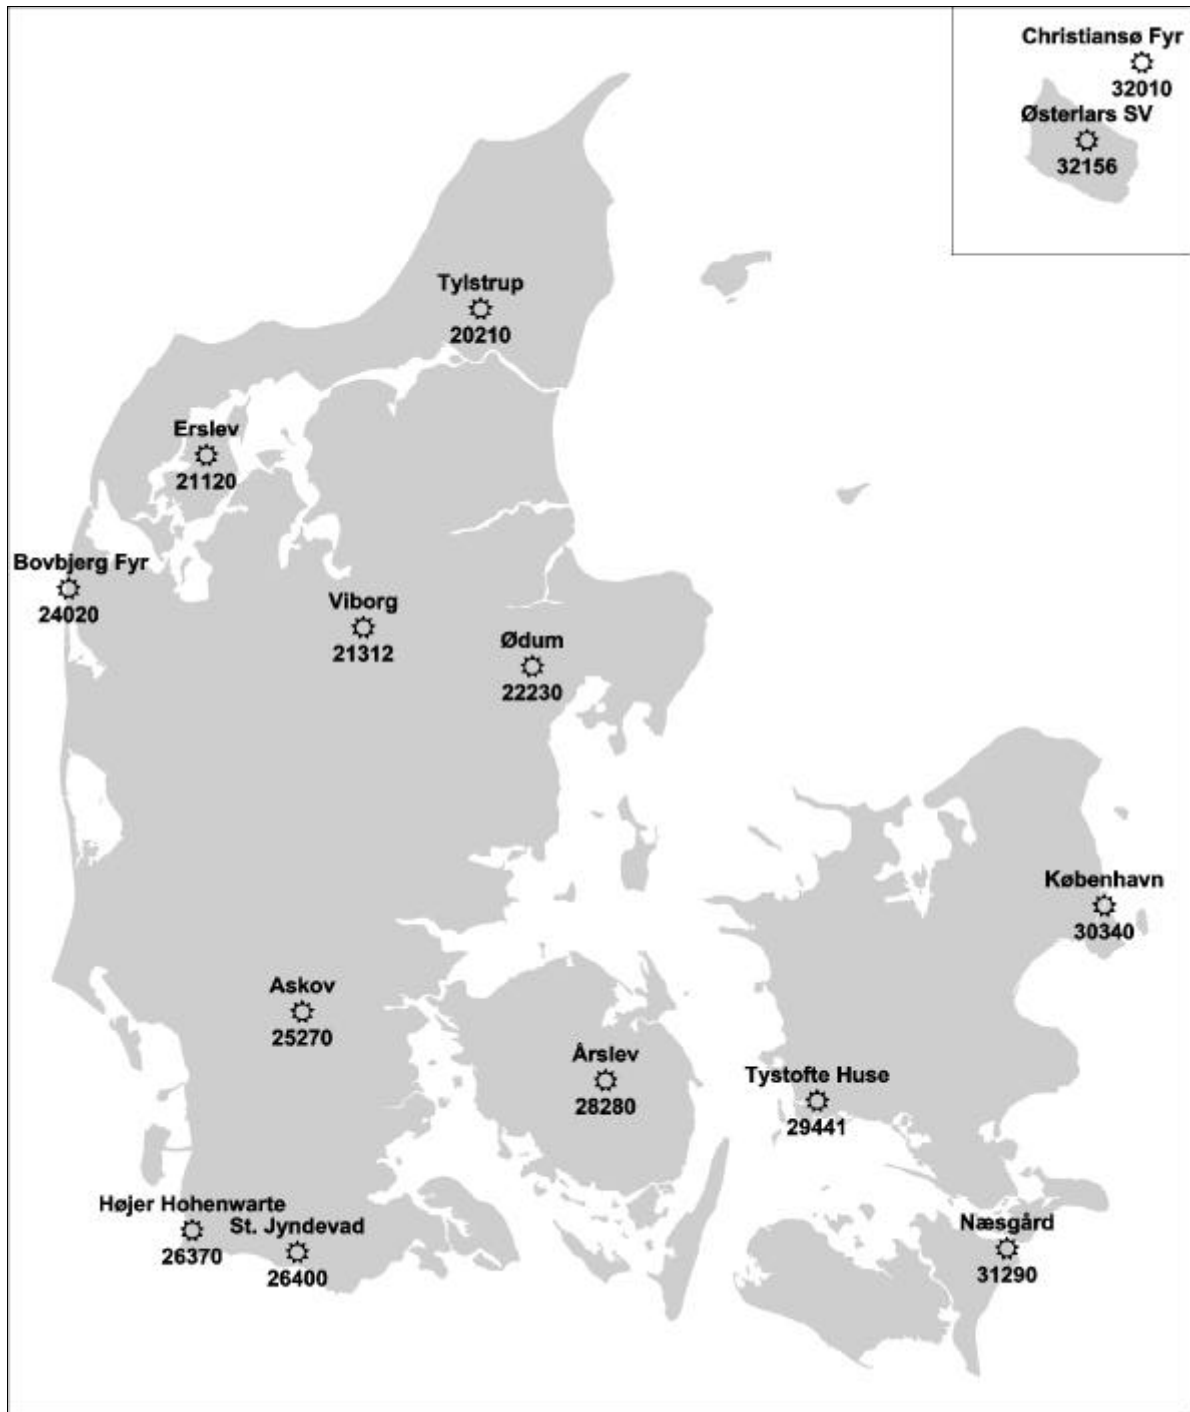 Christiansø Fyr
32010
Østerlars SV
32156
Tylstrup
20210
Erslev
21120
Bovbjerg Fyr
24020
Viborg
21312
Ødum
22230
København
30340
Askov
25270
Årslev
28280
Tystofte Huse
29441
Højer Hohenwarte
26370
St. Jyndevad
26400
Næsgård
31290